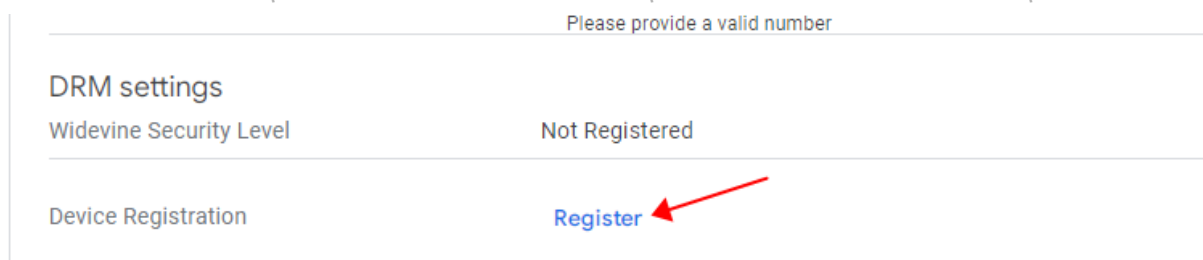 Please provide a valid number
DRM settings
Widevine Security Level Not Registered
Device Registration Register